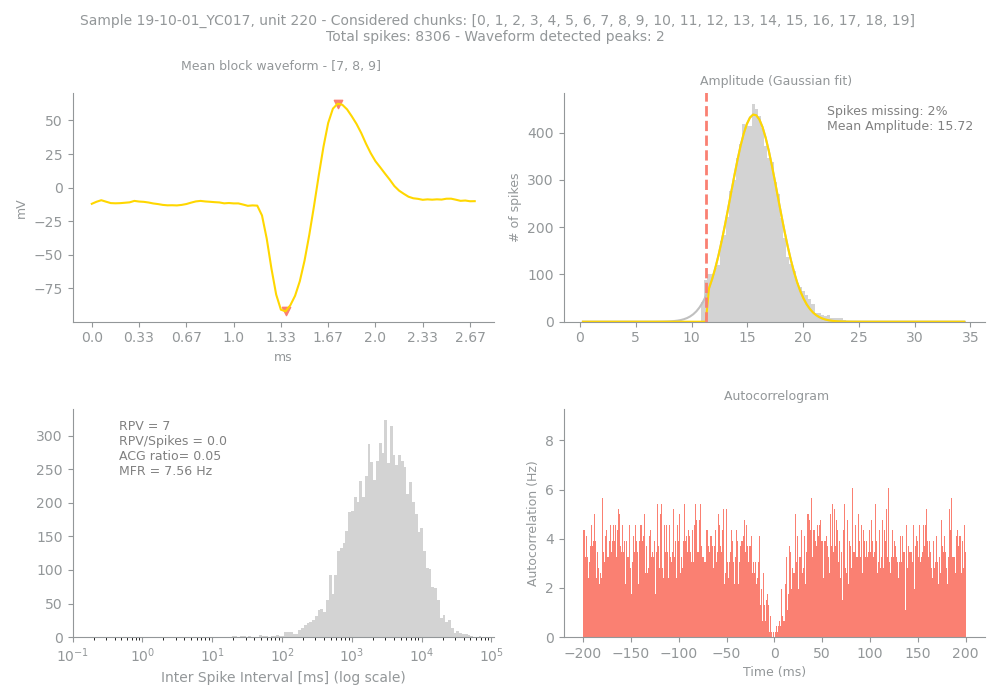 Sample 19-10-01_YC017, unit 220 - Considered chunks: [0, 1, 2, 3, 4, 5, 6, 7, 8, 9, 10, 11, 12, 13, 14, 15, 16, 17, 18, 19]
Total spikes: 8306 - Waveform detected peaks: 2
Mean block waveform - [7, 8, 9]
50
25
0
−25
−50
−75
mV
0.0 0.33 0.67 1.0 1.33 1.67 2.0 2.33 2.67
ms
Amplitude (Gaussian fit)
Spikes missing: 2%
Mean Amplitude: 15.72
400
300
200
100
0
# of spikes
0 5 10 15 20 25 30 35
RPV = 7
RPV/Spikes = 0.0
ACG ratio= 0.05
MFR = 7.56 Hz
300
250
200
150
100
50
0
10⁻¹ 10⁰ 10¹ 10² 10³ 10⁴ 10⁵
Inter Spike Interval [ms] (log scale)
Autocorrelogram
8
6
4
2
0
Autocorrelation (Hz)
−200 −150 −100 −50 0 50 100 150 200
Time (ms)